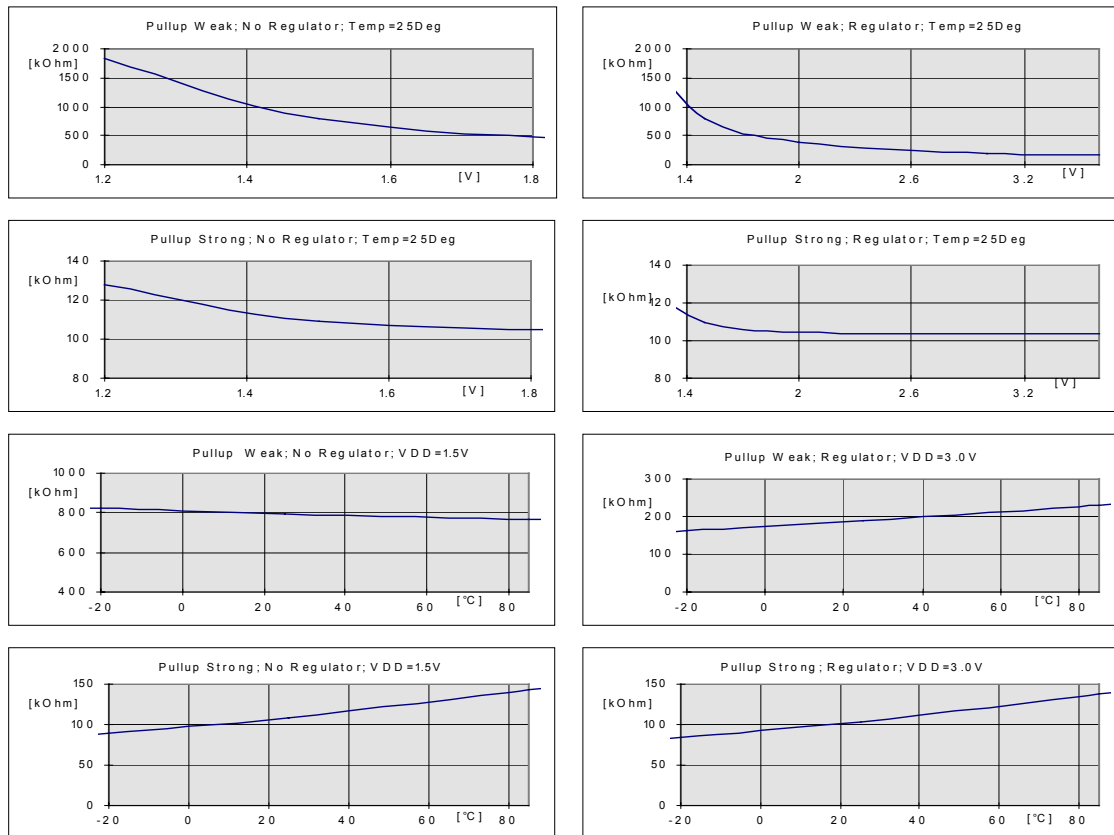 Pullup Weak; No Regulator; Temp=25Deg
2000
[kOhm]
1500
1000
500
0
1.2 1.4 1.6 [V] 1.8
Pullup Weak; Regulator; Temp=25Deg
2000
[kOhm]
1500
1000
500
0
1.4 2 2.6 3.2 [V]
Pullup Strong; No Regulator; Temp=25Deg
140
[kOhm]
120
100
80
1.2 1.4 1.6 [V] 1.8
Pullup Strong; Regulator; Temp=25Deg
140
[kOhm]
120
100
80
1.4 2 2.6 3.2 [V]
Pullup Weak; No Regulator; VDD=1.5V
1000
[kOhm]
800
600
400
-20 0 20 40 60 [°C] 80
Pullup Weak; Regulator; VDD=3.0V
300
[kOhm]
200
100
0
-20 0 20 40 60 [°C] 80
Pullup Strong; No Regulator; VDD=1.5V
150
[kOhm]
100
50
0
-20 0 20 40 60 [°C] 80
Pullup Strong; Regulator; VDD=3.0V
150
[kOhm]
100
50
0
-20 0 20 40 60 [°C] 80